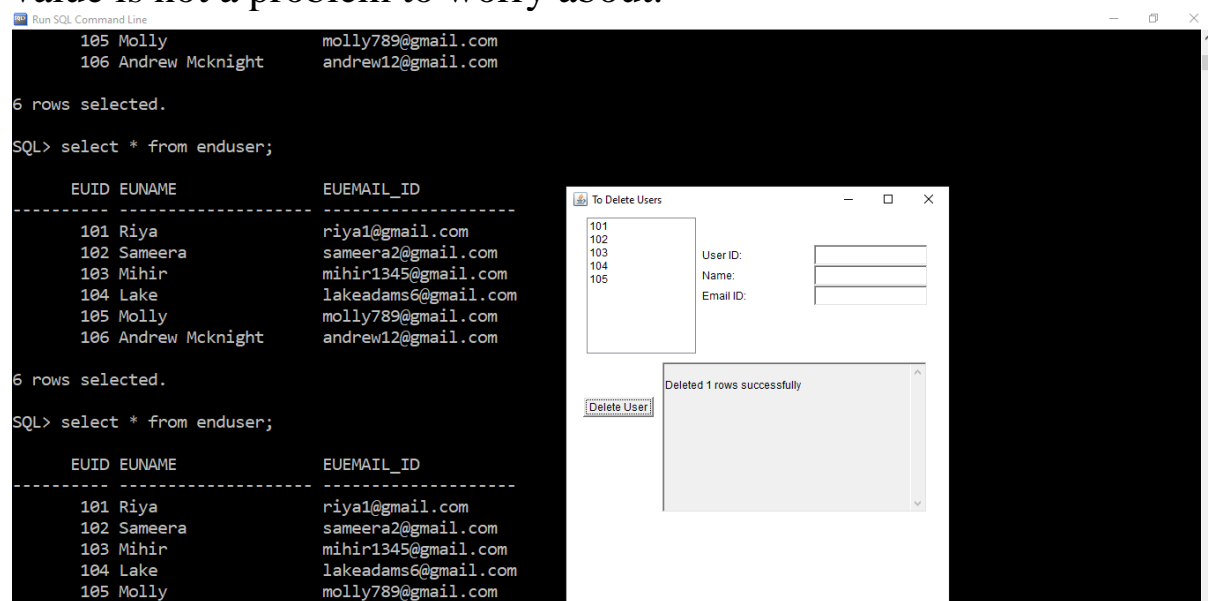 value is not a problem to worry about.
Run SQL Command Line
105 Molly molly789@gmail.com
106 Andrew Mcknight andrew12@gmail.com
6 rows selected.
SQL> select * from enduser;
EUID EUNAME EUEMAIL_ID
---------- -------------------- --------------------
101 Riya riya1@gmail.com
102 Sameera sameera2@gmail.com
103 Mihir mihir1345@gmail.com
104 Lake lakeadams6@gmail.com
105 Molly molly789@gmail.com
106 Andrew Mcknight andrew12@gmail.com
6 rows selected.
SQL> select * from enduser;
EUID EUNAME EUEMAIL_ID
---------- -------------------- --------------------
101 Riya riya1@gmail.com
102 Sameera sameera2@gmail.com
103 Mihir mihir1345@gmail.com
104 Lake lakeadams6@gmail.com
105 Molly molly789@gmail.com
To Delete Users
101
102
103
104
105
User ID:
Name:
Email ID:
Delete User
Deleted 1 rows successfully